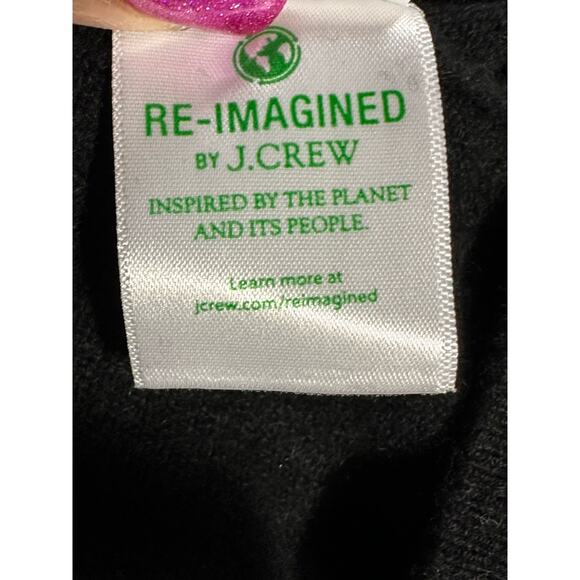 RE-IMAGINED
BY J.CREW
INSPIRED BY THE PLANET
AND ITS PEOPLE.
Learn more at
jcrew.com/reimagined